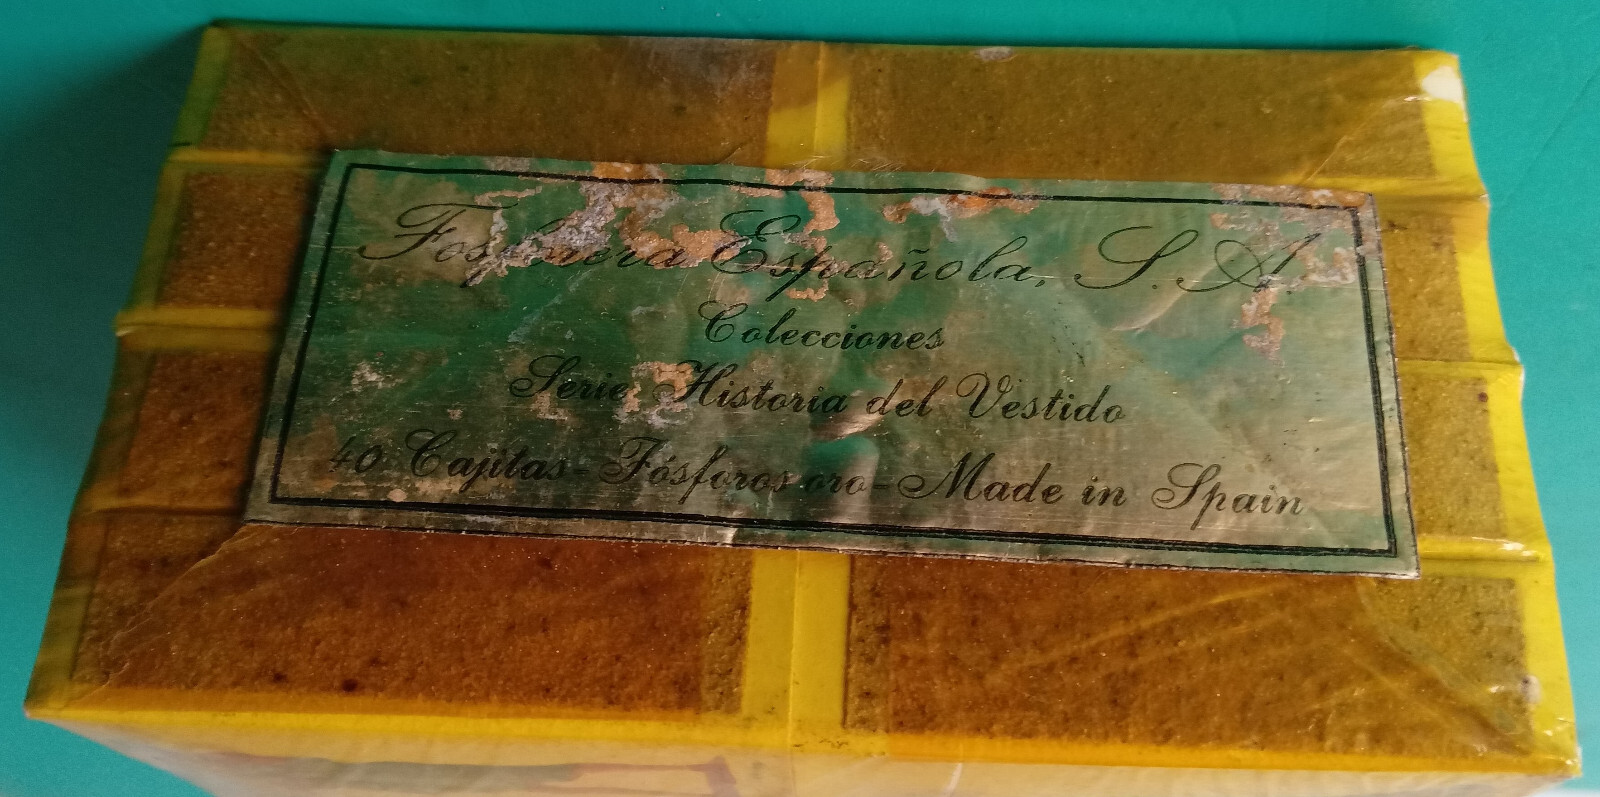 Fosforera Española, S. A.
Colecciones
Serie Historia del Vestido
40 Cajitas - Fósforos oro - Made in Spain